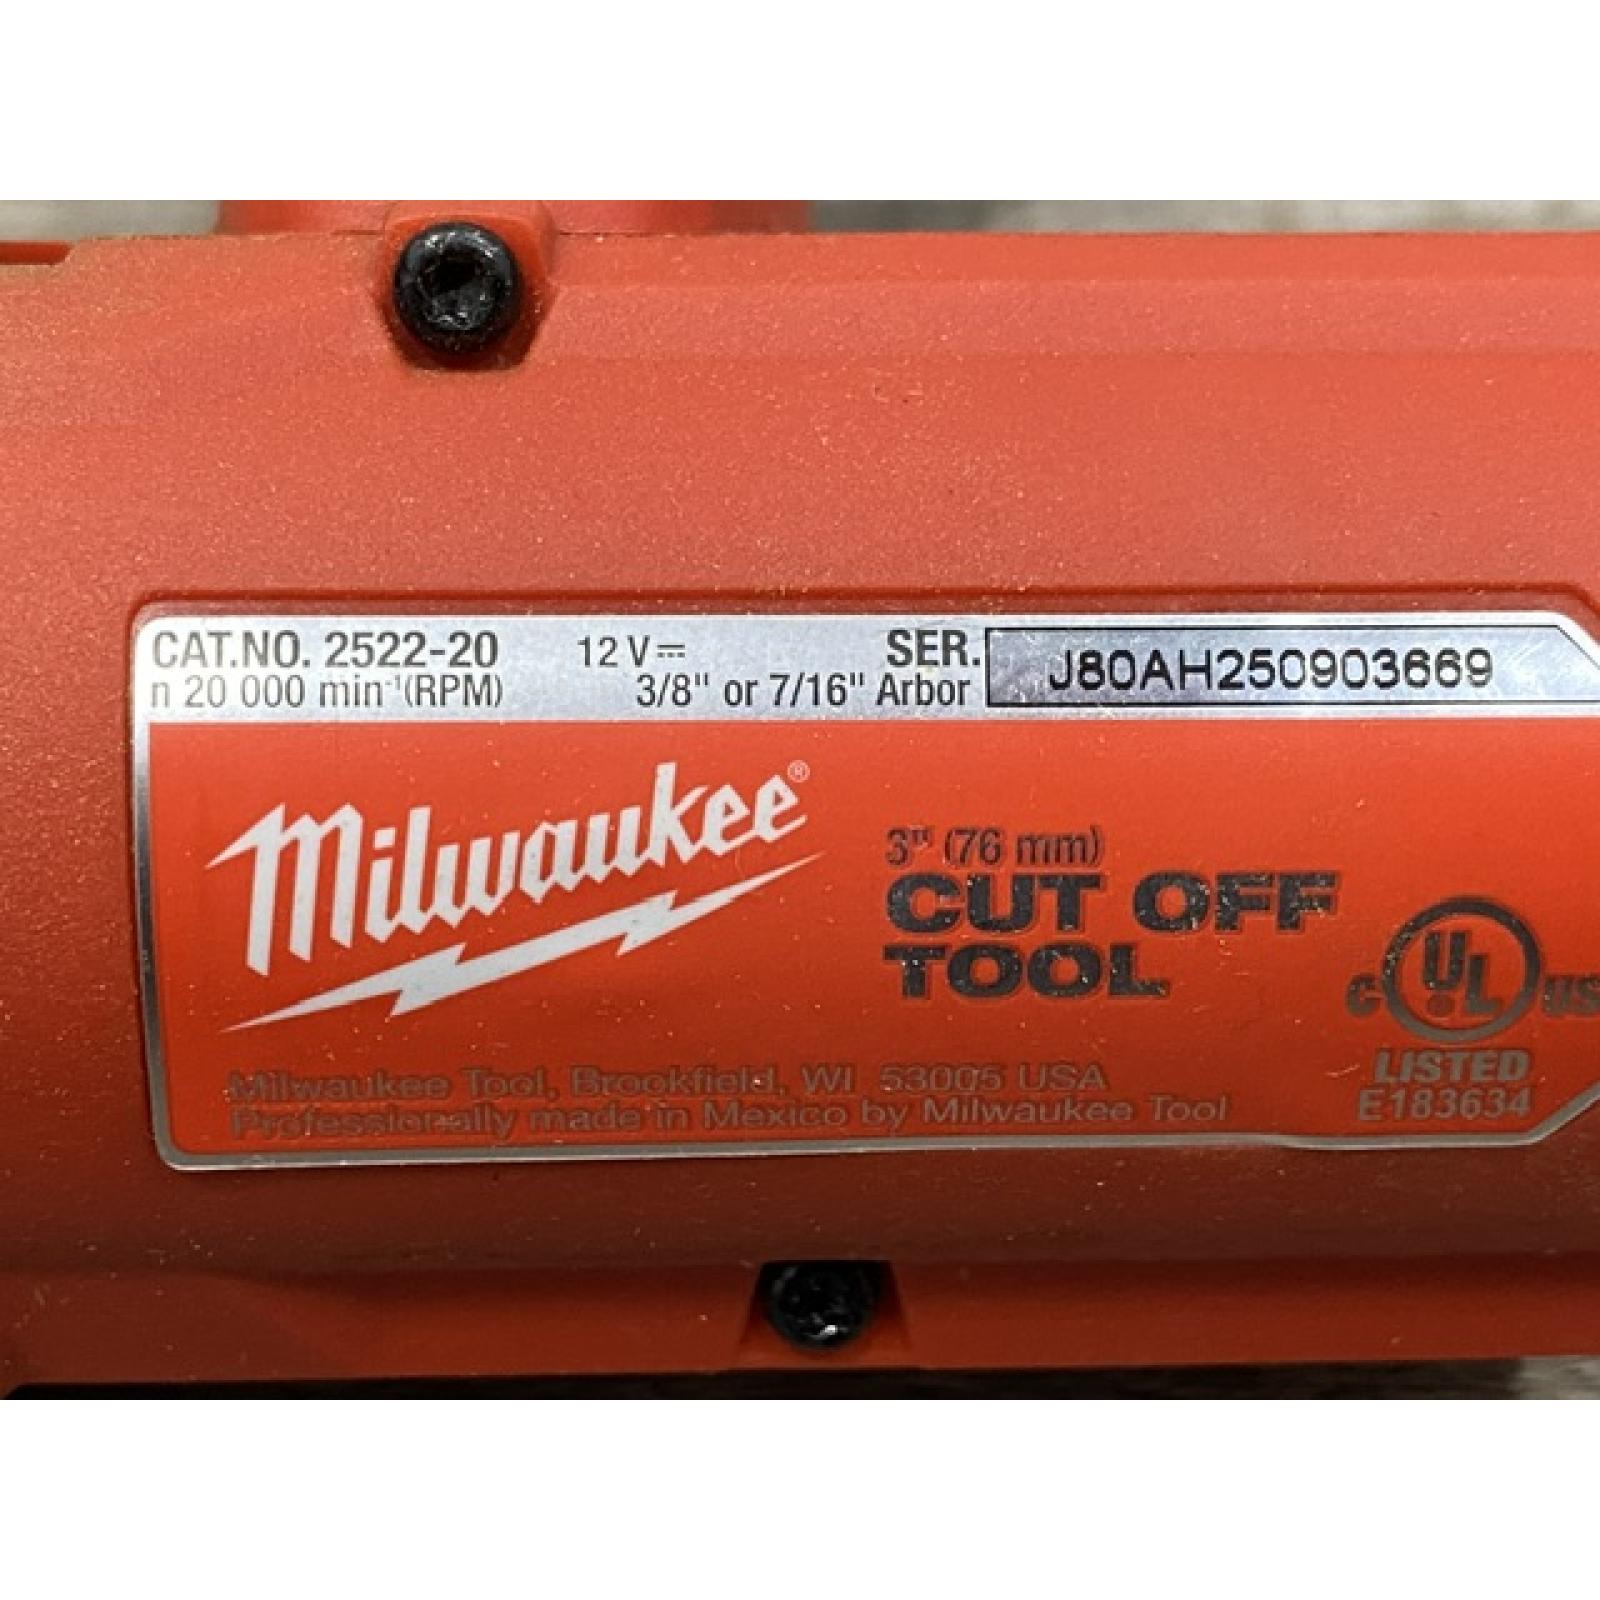 CAT.NO. 2522-20 12 V⎓ SER. J80AH250903669
n 20 000 min⁻¹(RPM) 3/8" or 7/16" Arbor
Milwaukee®
3" (76 mm)
CUT OFF
TOOL
C UL US
LISTED
E183634
Milwaukee Tool, Brookfield, WI 53005 USA
Professionally made in Mexico by Milwaukee Tool